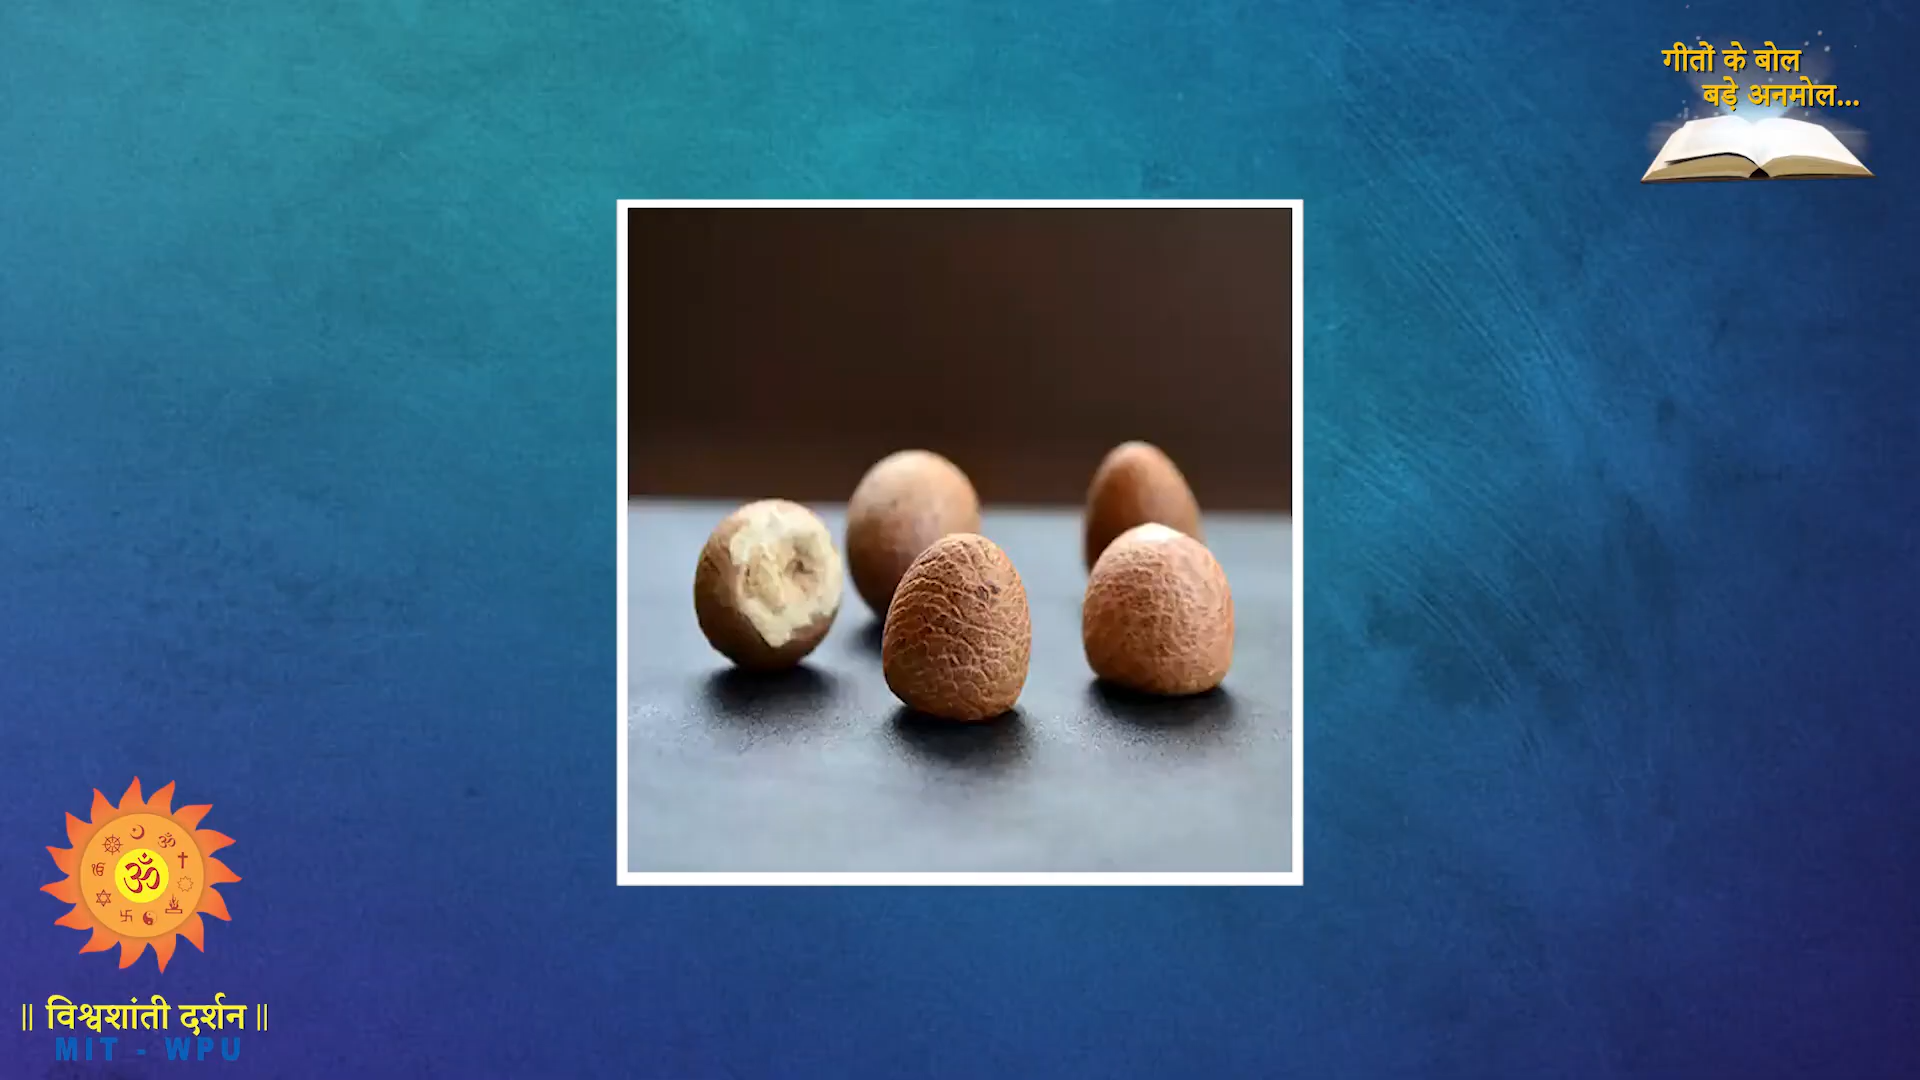 गीतों के बोल
बड़े अनमोल...
॥ विश्वशांती दर्शन ॥
MIT - WPU